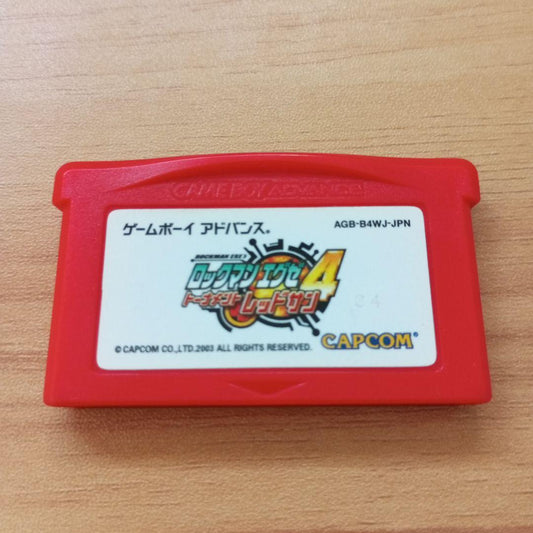 GAME BOY ADVANCE
ゲームボーイ アドバンス®
AGB-B4WJ-JPN
ROCKMAN EXE 4
ロックマン エグゼ 4
トーナメント レッドサン
24
CAPCOM®
© CAPCOM CO.,LTD.2003 ALL RIGHTS RESERVED.